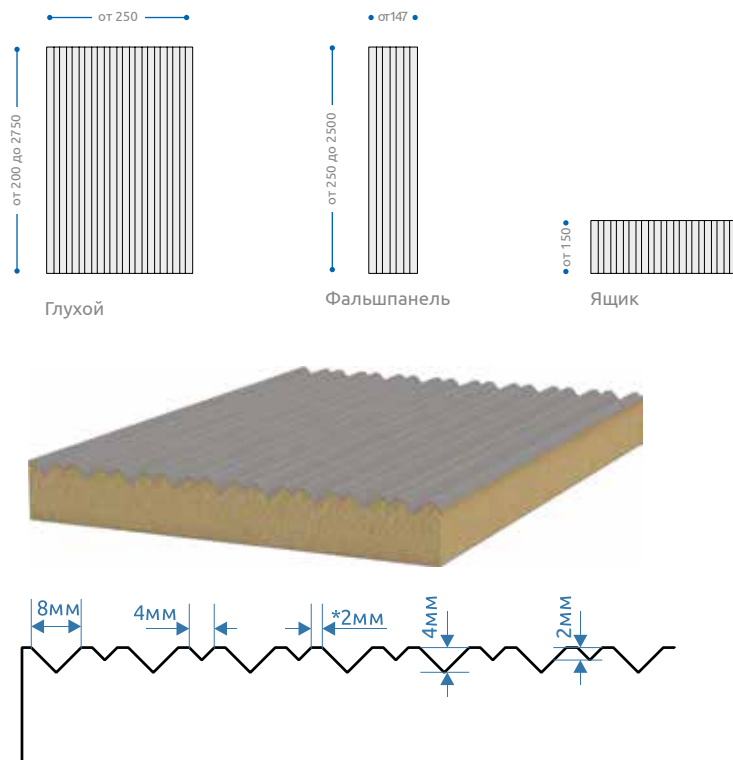 от 250
от147
от 200 до 2750
от 250 до 2500
от 150
Глухой
Фальшпанель
Ящик
8мм
4мм
*2мм
4мм
2мм